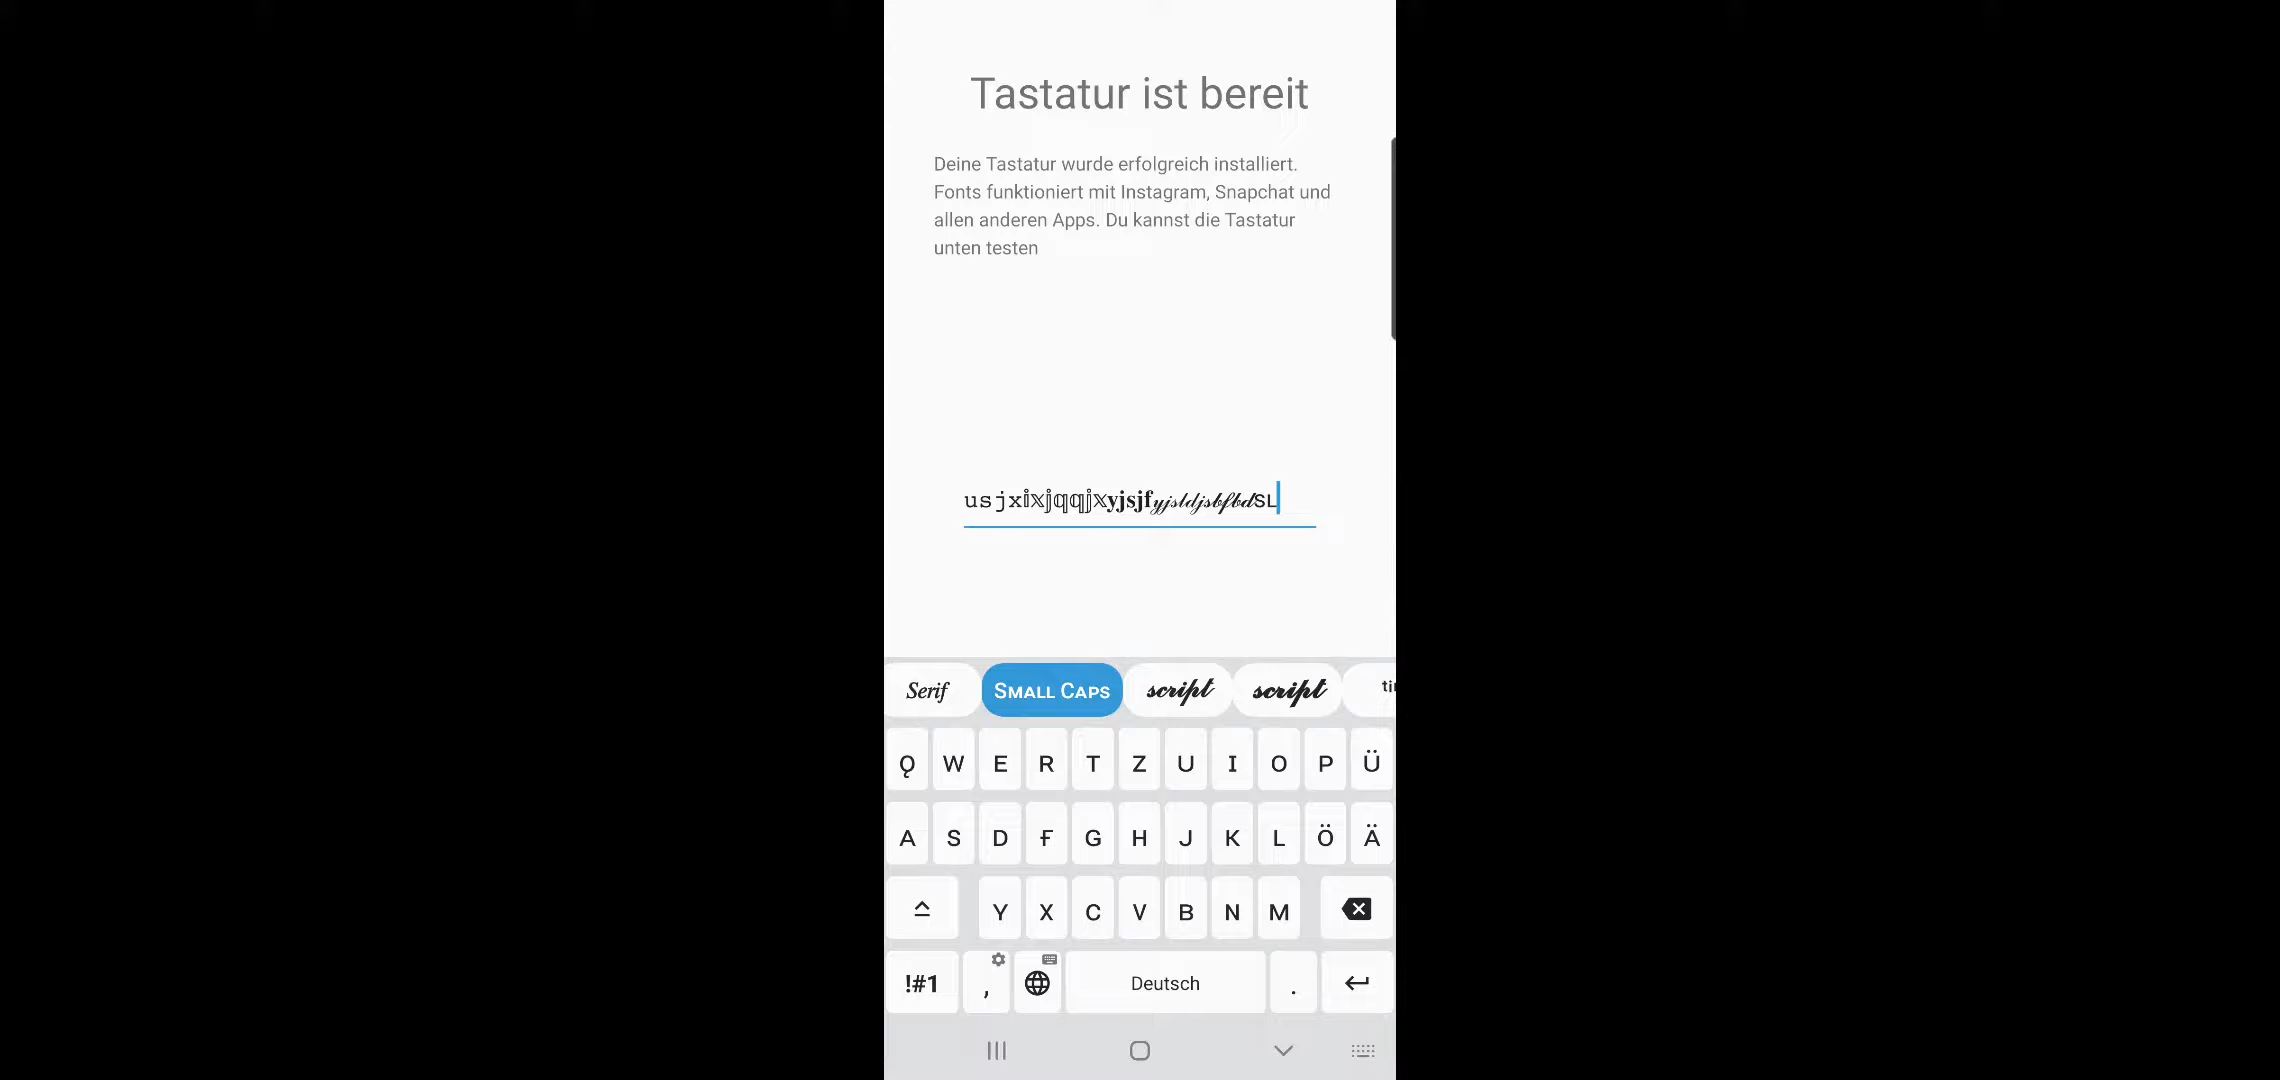 Tastatur ist bereit
Deine Tastatur wurde erfolgreich installiert.
Fonts funktioniert mit Instagram, Snapchat und
allen anderen Apps. Du kannst die Tastatur
unten testen
𝚞𝚜𝚓𝚡𝕚𝕩𝕛𝕢𝕢𝕛𝕩𝐲𝐣𝐬𝐣𝐟𝓎𝒿𝓈𝓁𝒹𝒿𝓈𝒷𝒻𝒷𝒹sʟ
Serif Small Caps script script
Q W E R T Z U I O P Ü
A S D F G H J K L Ö Ä
Y X C V B N M
!#1 , Deutsch .